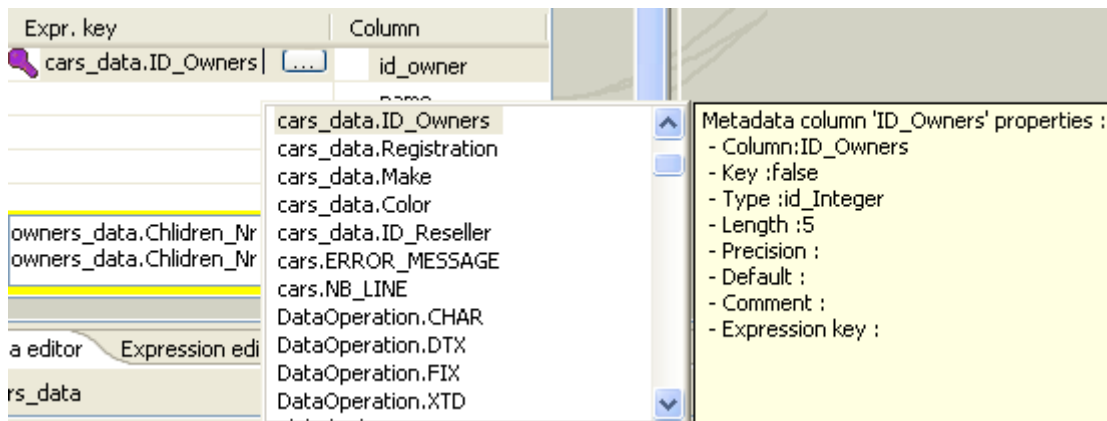 Expr. key Column
cars_data.ID_Owners ... id_owner
name
cars_data.ID_Owners
cars_data.Registration
cars_data.Make
cars_data.Color
cars_data.ID_Reseller
cars.ERROR_MESSAGE
cars.NB_LINE
DataOperation.CHAR
DataOperation.DTX
DataOperation.FIX
DataOperation.XTD
Metadata column 'ID_Owners' properties :
- Column:ID_Owners
- Key :false
- Type :id_Integer
- Length :5
- Precision :
- Default :
- Comment :
- Expression key :
owners_data.Chlidren_Nr
owners_data.Chlidren_Nr
a editor Expression edi
rs_data